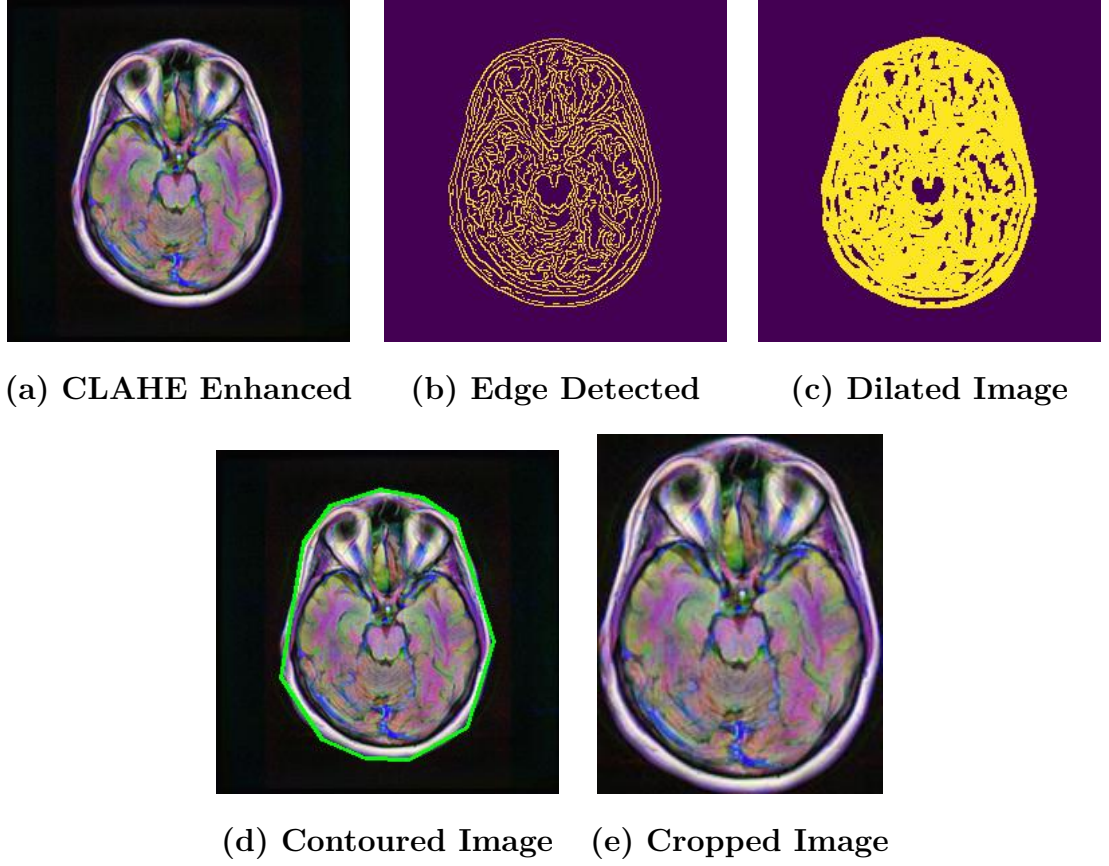 (a) CLAHE Enhanced
(b) Edge Detected
(c) Dilated Image
(d) Contoured Image
(e) Cropped Image